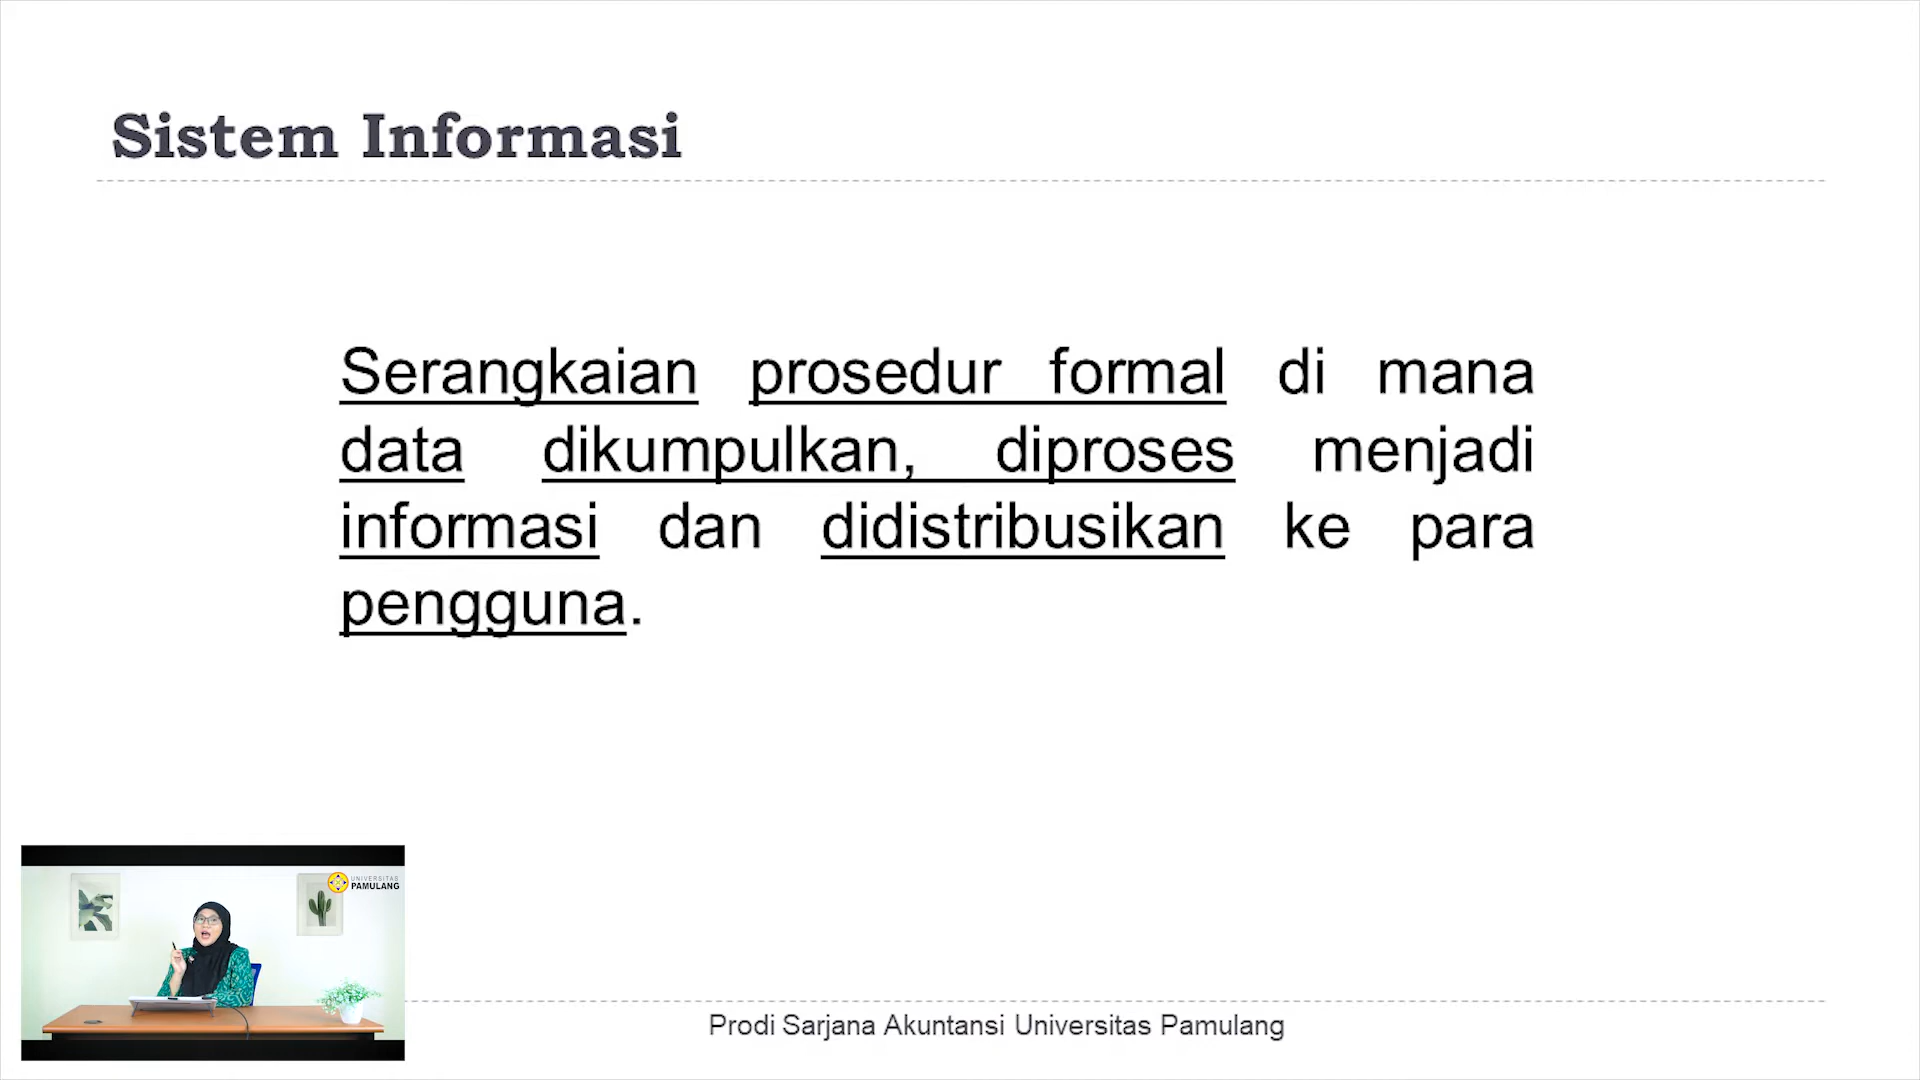 Sistem Informasi
Serangkaian prosedur formal di mana
data dikumpulkan, diproses menjadi
informasi dan didistribusikan ke para
pengguna.
UNIVERSITAS
PAMULANG
Prodi Sarjana Akuntansi Universitas Pamulang